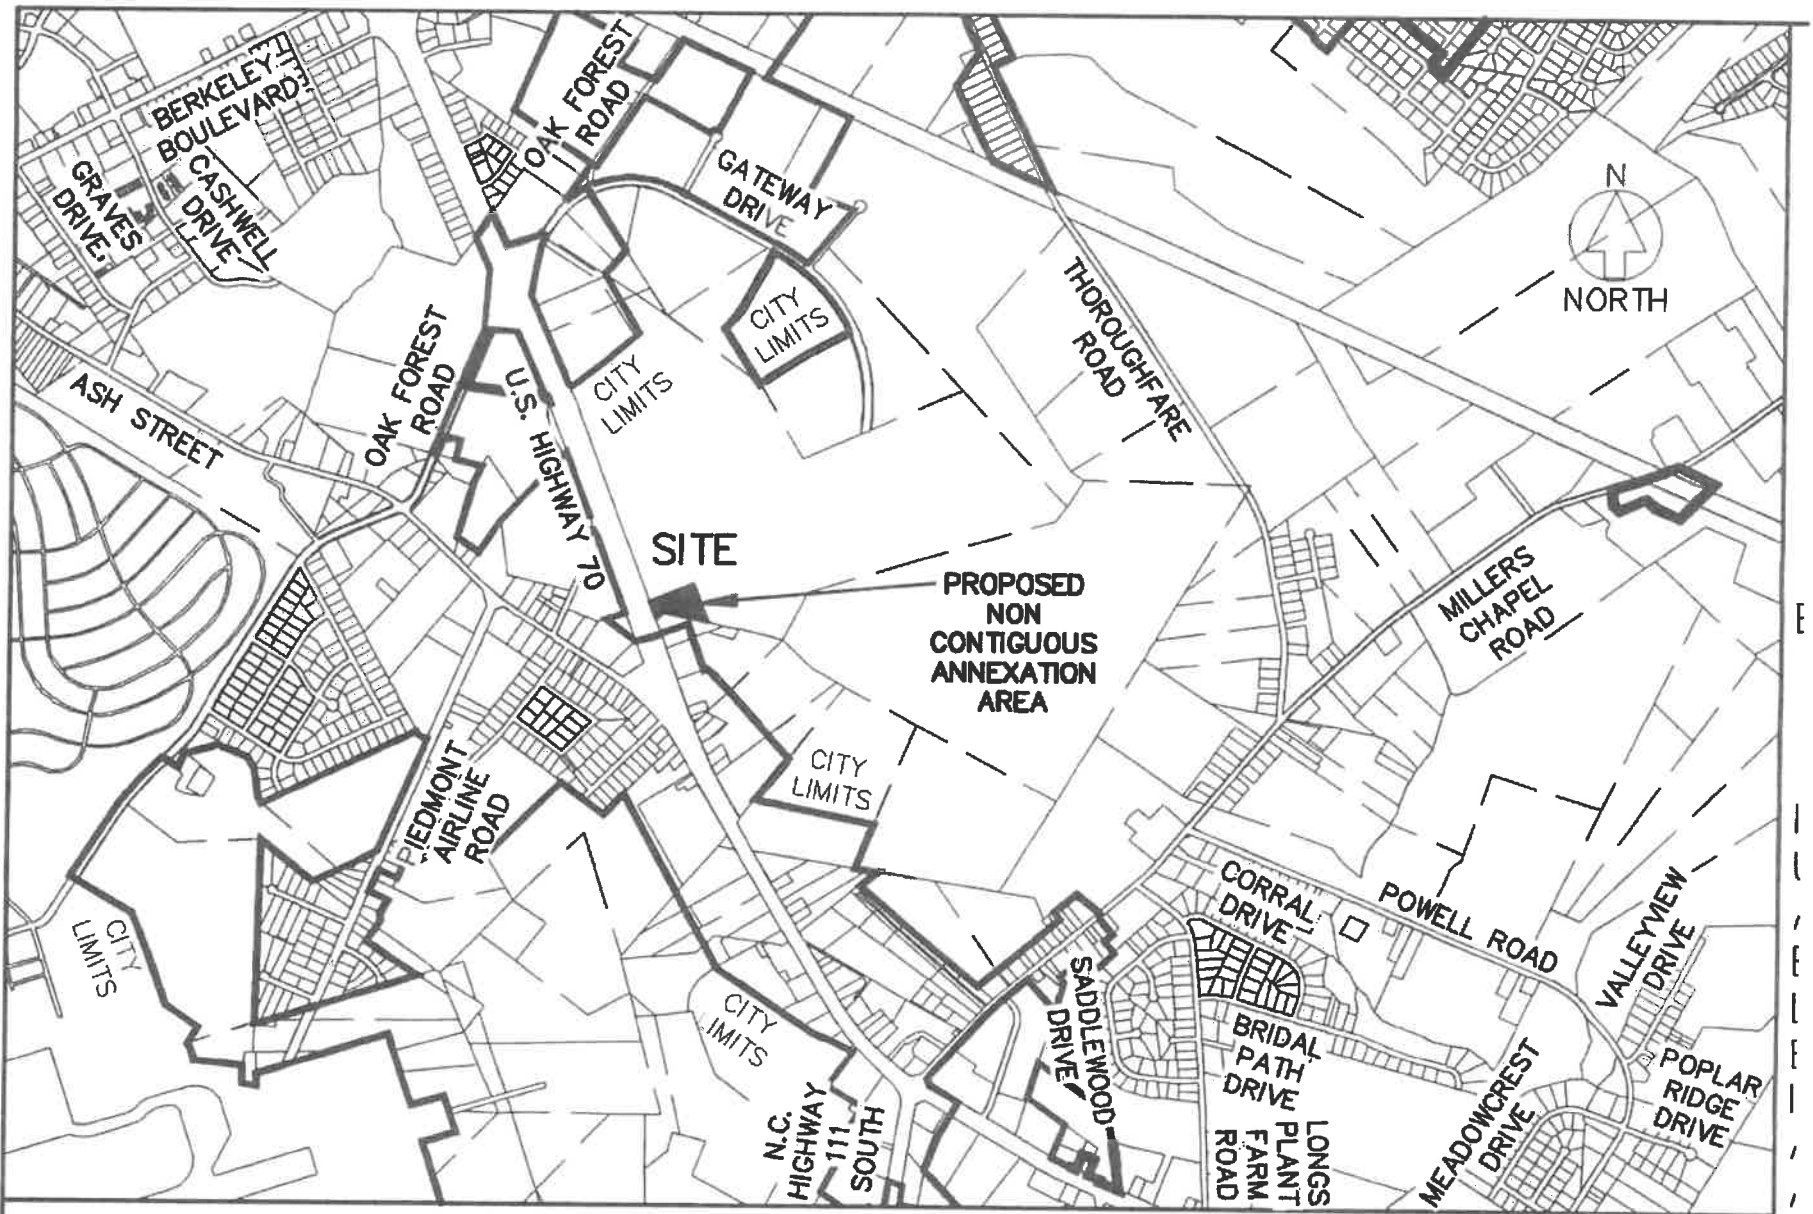 BERKELEY
BOULEVARD
OAK FOREST
ROAD
GRAVES
DRIVE
CASHWELL
DRIVE
GATEWAY
DRIVE
N
NORTH
THOROUGHFARE
ROAD
CITY
LIMITS
CITY
LIMITS
OAK FOREST
ROAD
U.S. HIGHWAY 70
ASH STREET
SITE
PROPOSED
NON
CONTIGUOUS
ANNEXATION
AREA
MILLERS
CHAPEL
ROAD
CITY
LIMITS
PIEDMONT
AIRLINE
ROAD
CORRAL
DRIVE
POWELL ROAD
VALLEYVIEW
DRIVE
CITY
LIMITS
CITY
LIMITS
SADDLEWOOD
DRIVE
BRIDAL
PATH
DRIVE
N.C.
HIGHWAY
111
SOUTH
LONGS
PLANT
FARM
ROAD
MEADOWCREST
DRIVE
POPLAR
RIDGE
DRIVE